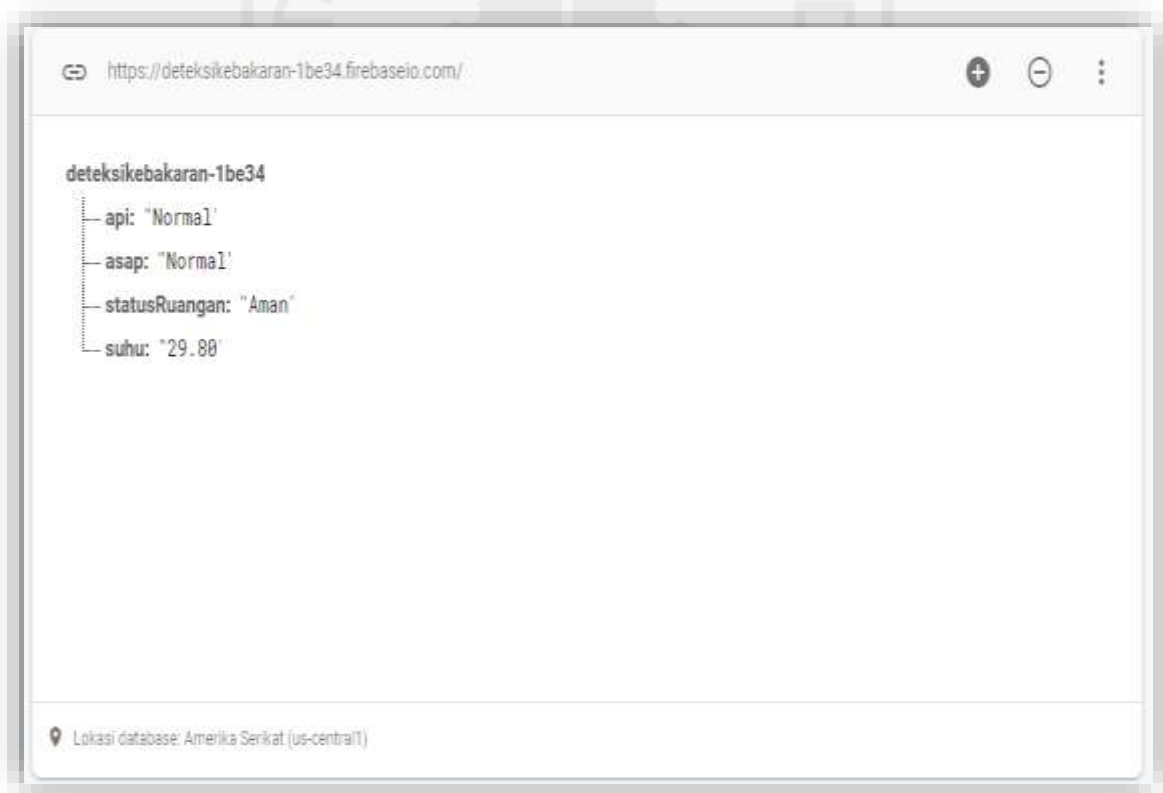 https://deteksikebakaran-1be34.firebaseio.com/
deteksikebakaran-1be34
api: "Normal"
asap: "Normal"
statusRuangan: "Aman"
suhu: "29.80"
Lokasi database: Amerika Serikat (us-central1)